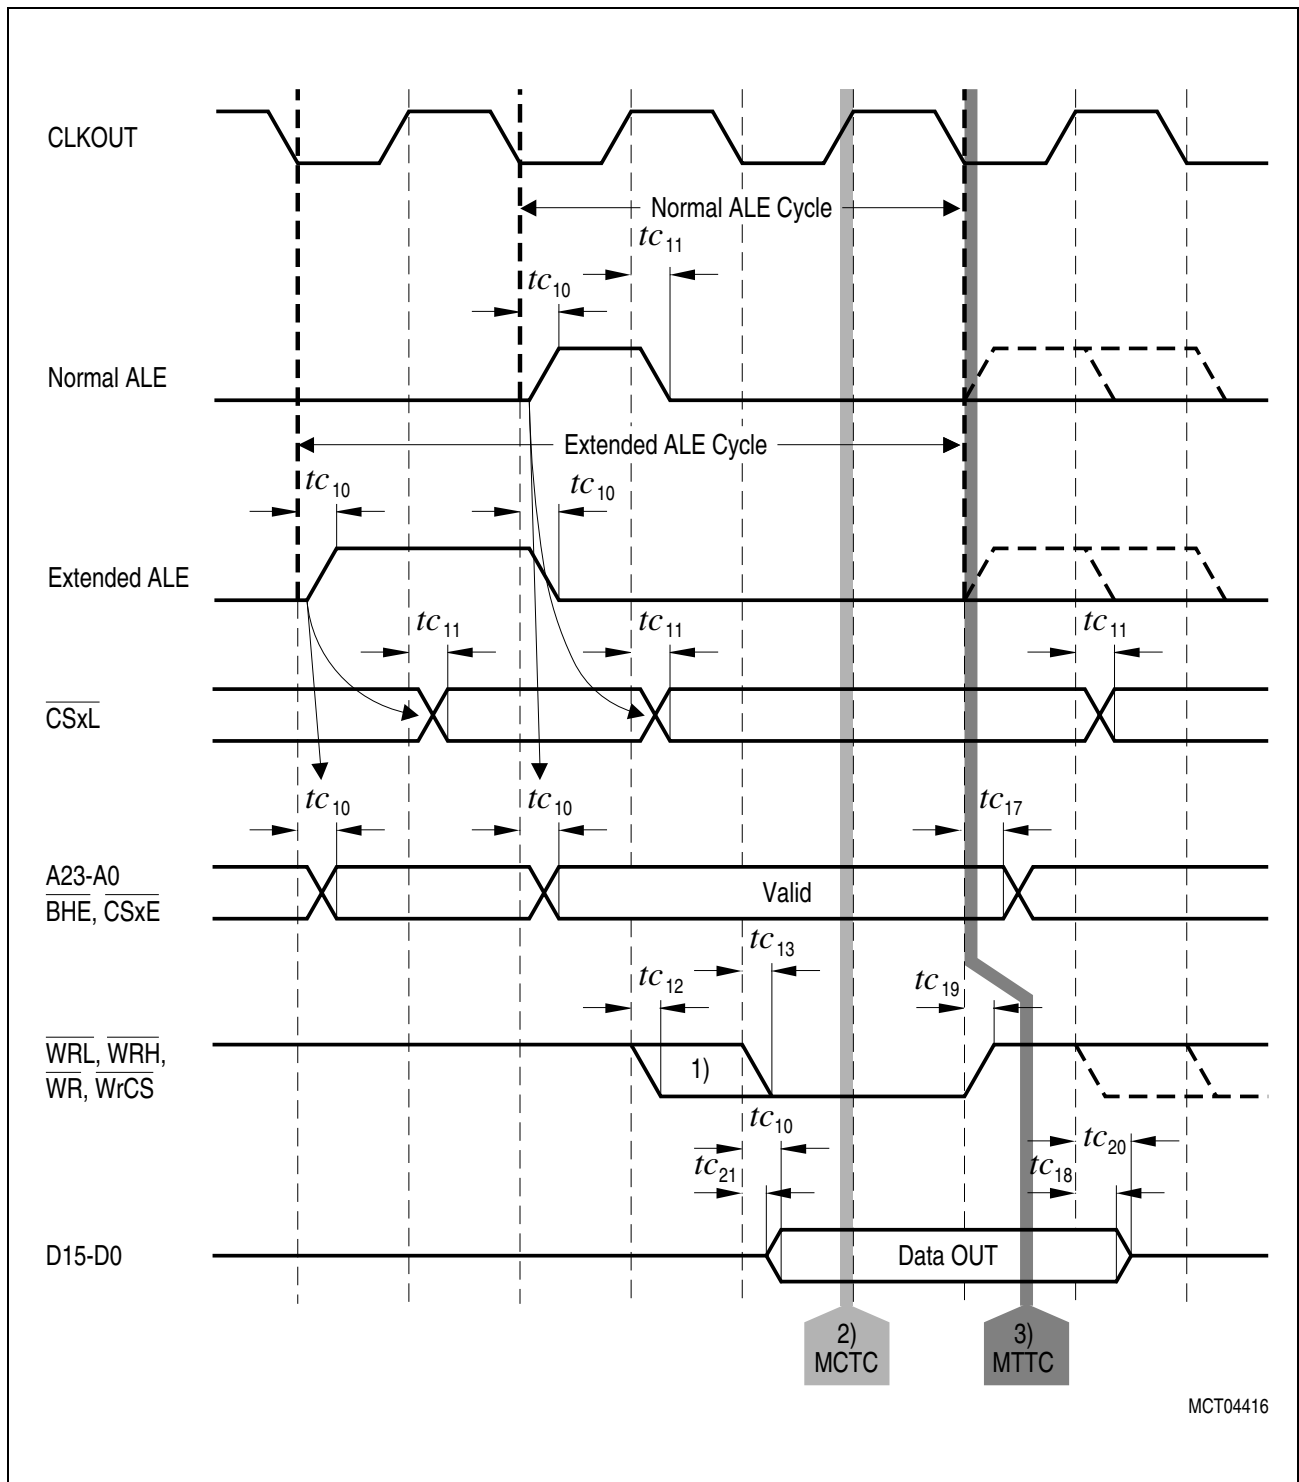 CLKOUT
Normal ALE Cycle
tc11
tc10
Normal ALE
Extended ALE Cycle
tc10
tc10
Extended ALE
tc11
tc11
tc11
CSxL
tc10
tc10
tc17
A23-A0
BHE, CSxE
Valid
tc13
tc12
tc19
WRL, WRH,
WR, WrCS
1)
tc10
tc20
tc21
tc18
D15-D0
Data OUT
2)
MCTC
3)
MTTC
MCT04416